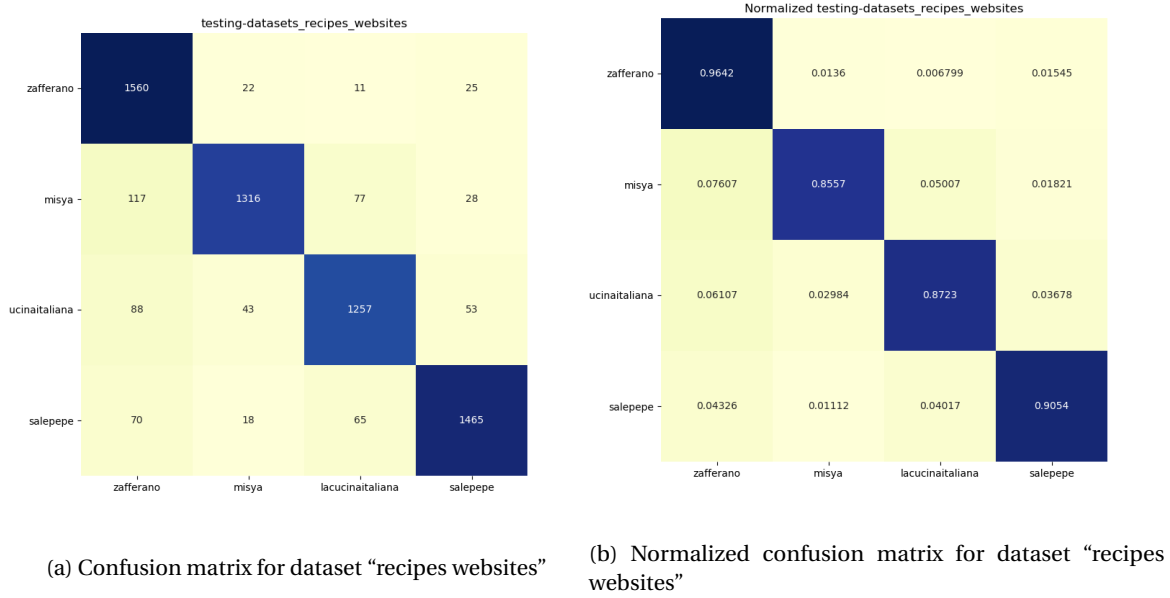 testing-datasets_recipes_websites
zafferano 1560 22 11 25
misya 117 1316 77 28
ucinaitaliana 88 43 1257 53
salepepe 70 18 65 1465
zafferano misya lacucinaitaliana salepepe
(a) Confusion matrix for dataset “recipes websites”
Normalized testing-datasets_recipes_websites
zafferano 0.9642 0.0136 0.006799 0.01545
misya 0.07607 0.8557 0.05007 0.01821
ucinaitaliana 0.06107 0.02984 0.8723 0.03678
salepepe 0.04326 0.01112 0.04017 0.9054
zafferano misya lacucinaitaliana salepepe
(b) Normalized confusion matrix for dataset “recipes
websites”